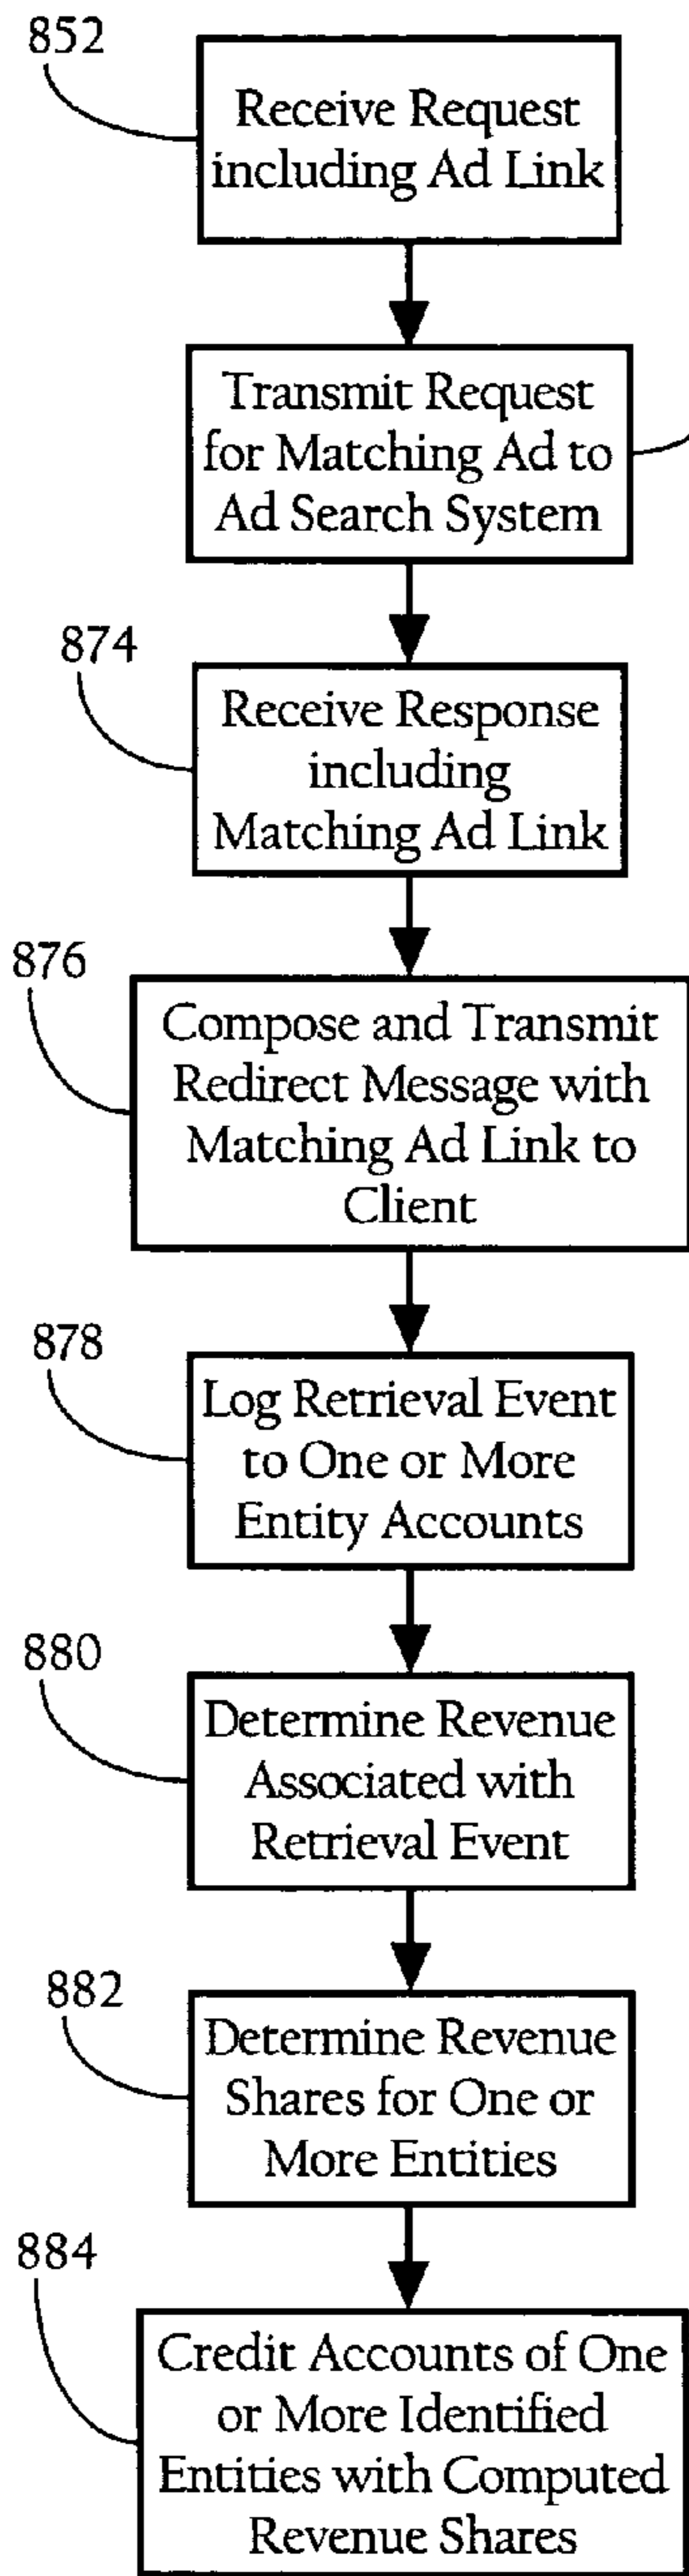 852
Receive Request
including Ad Link
Transmit Request
for Matching Ad to
Ad Search System
874
Receive Response
including
Matching Ad Link
876
Compose and Transmit
Redirect Message with
Matching Ad Link to
Client
878
Log Retrieval Event
to One or More
Entity Accounts
880
Determine Revenue
Associated with
Retrieval Event
882
Determine Revenue
Shares for One or
More Entities
884
Credit Accounts of One
or More Identified
Entities with Computed
Revenue Shares